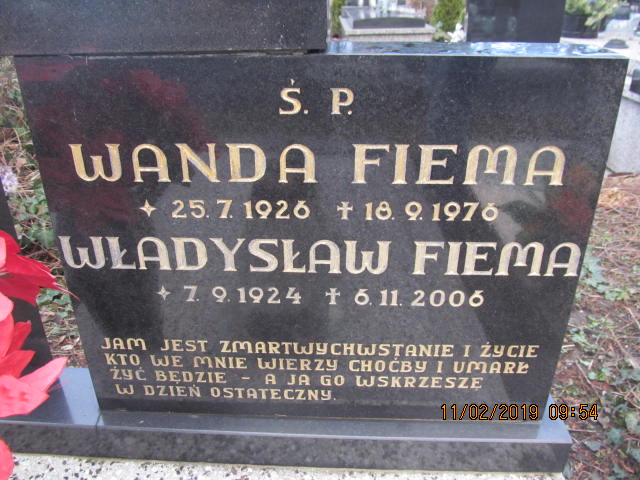 Ś. P.
WANDA FIEMA
✦ 25.7.1926 ✝ 18.9.1976
WŁADYSŁAW FIEMA
✦ 7.9.1924 ✝ 6.11.2006
JAM JEST ZMARTWYCHWSTANIE I ŻYCIE
KTO WE MNIE WIERZY CHOĆBY I UMARŁ
ŻYĆ BĘDZIE - A JA GO WSKRZESZE
W DZIEŃ OSTATECZNY.
11/02/2019 09:54